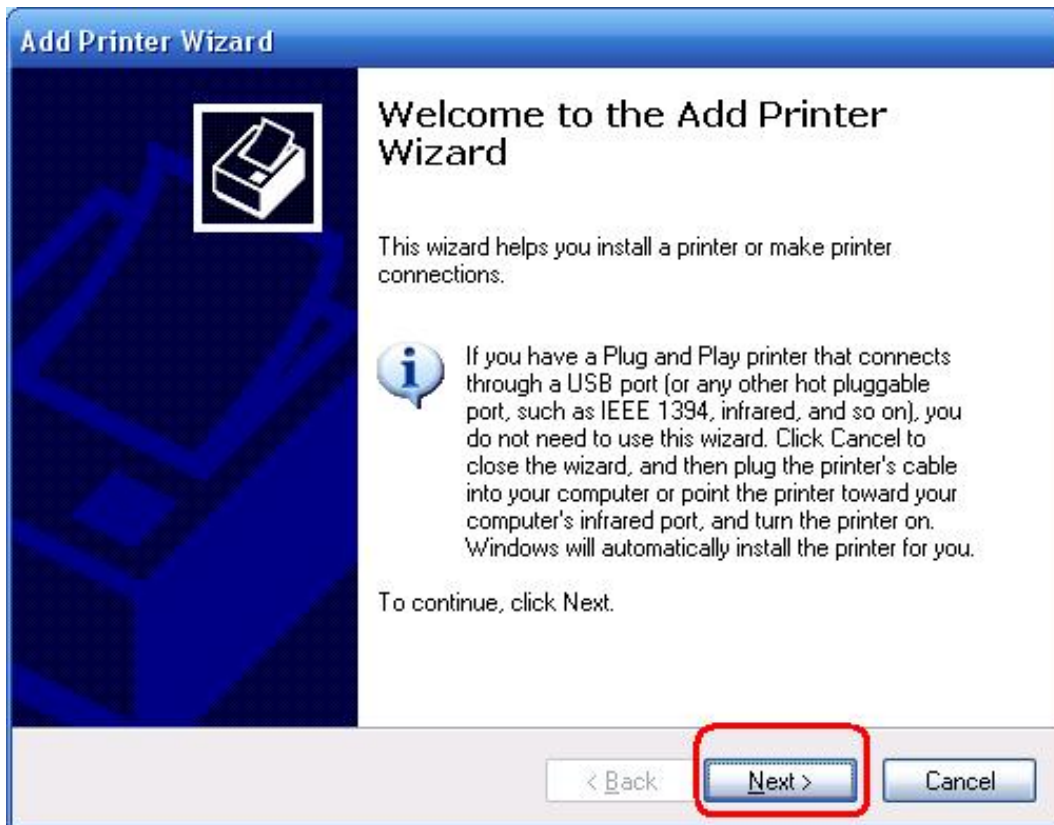 Add Printer Wizard
Welcome to the Add Printer
Wizard
This wizard helps you install a printer or make printer
connections.
If you have a Plug and Play printer that connects
through a USB port (or any other hot pluggable
port, such as IEEE 1394, infrared, and so on), you
do not need to use this wizard. Click Cancel to
close the wizard, and then plug the printer's cable
into your computer or point the printer toward your
computer's infrared port, and turn the printer on.
Windows will automatically install the printer for you.
To continue, click Next.
< Back Next > Cancel